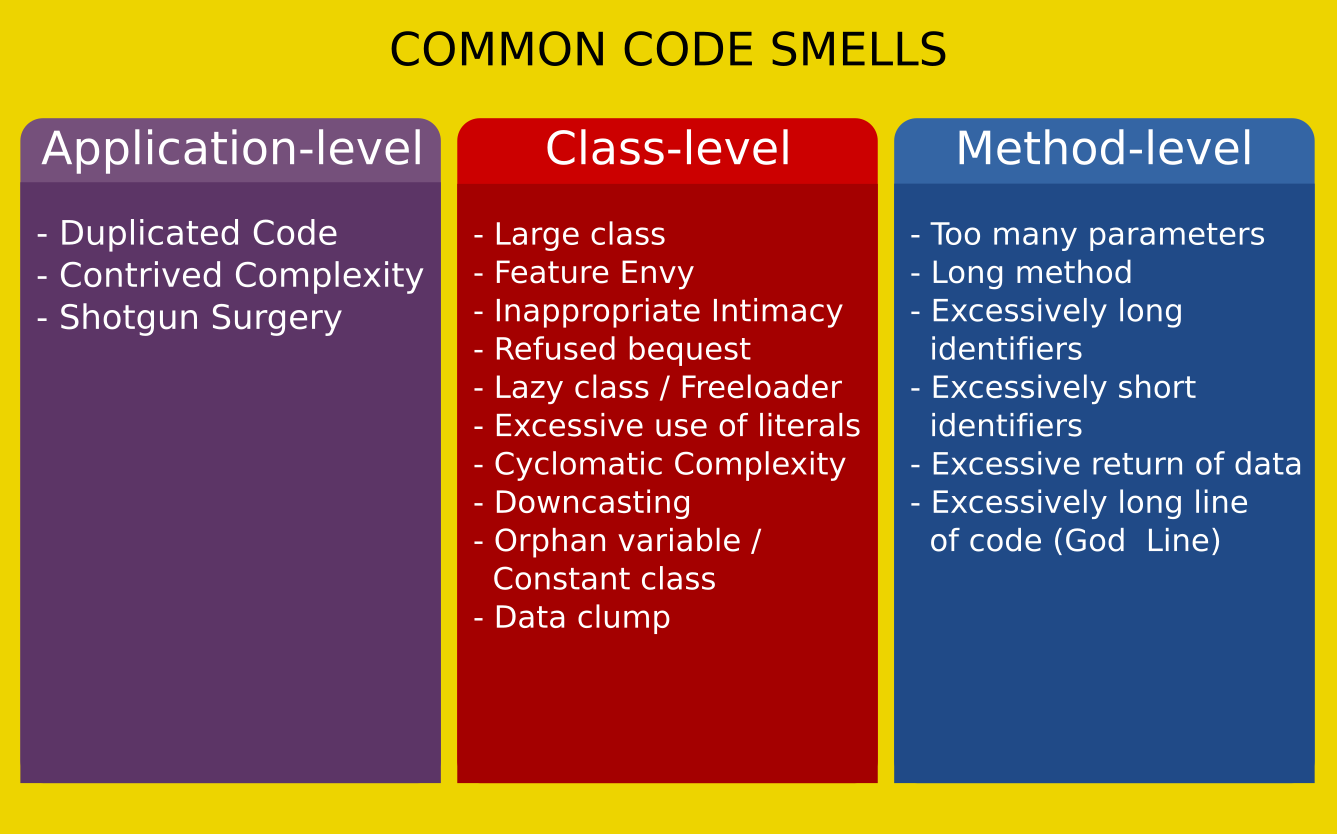 COMMON CODE SMELLS
Application-level
- Duplicated Code
- Contrived Complexity
- Shotgun Surgery
Class-level
- Large class
- Feature Envy
- Inappropriate Intimacy
- Refused bequest
- Lazy class / Freeloader
- Excessive use of literals
- Cyclomatic Complexity
- Downcasting
- Orphan variable /
Constant class
- Data clump
Method-level
- Too many parameters
- Long method
- Excessively long
identifiers
- Excessively short
identifiers
- Excessive return of data
- Excessively long line
of code (God  Line)